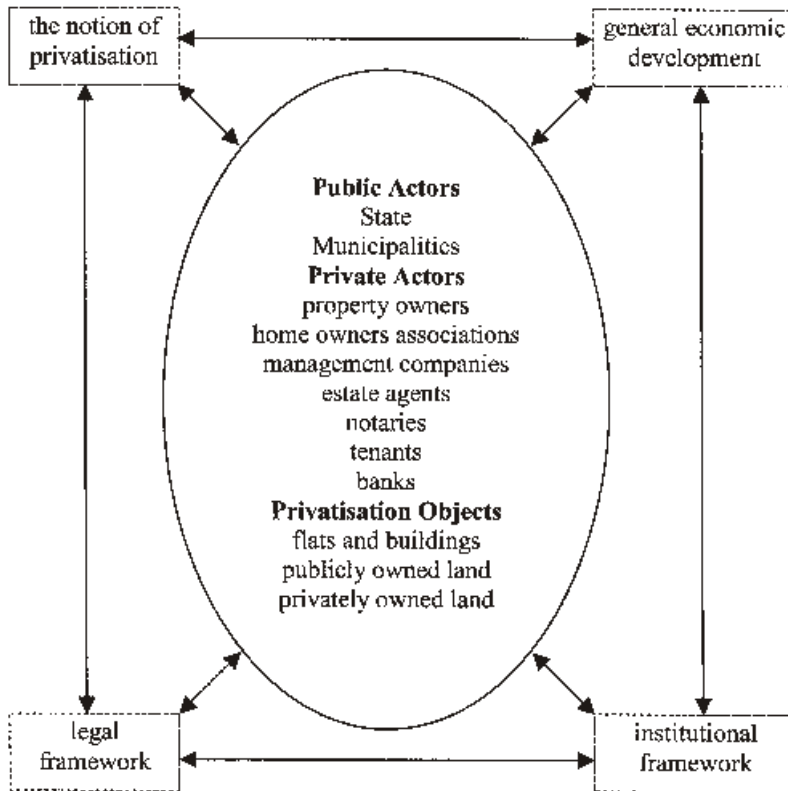 the notion of
privatisation
general economic
development
Public Actors
State
Municipalities
Private Actors
property owners
home owners associations
management companies
estate agents
notaries
tenants
banks
Privatisation Objects
flats and buildings
publicly owned land
privately owned land
legal
framework
institutional
framework